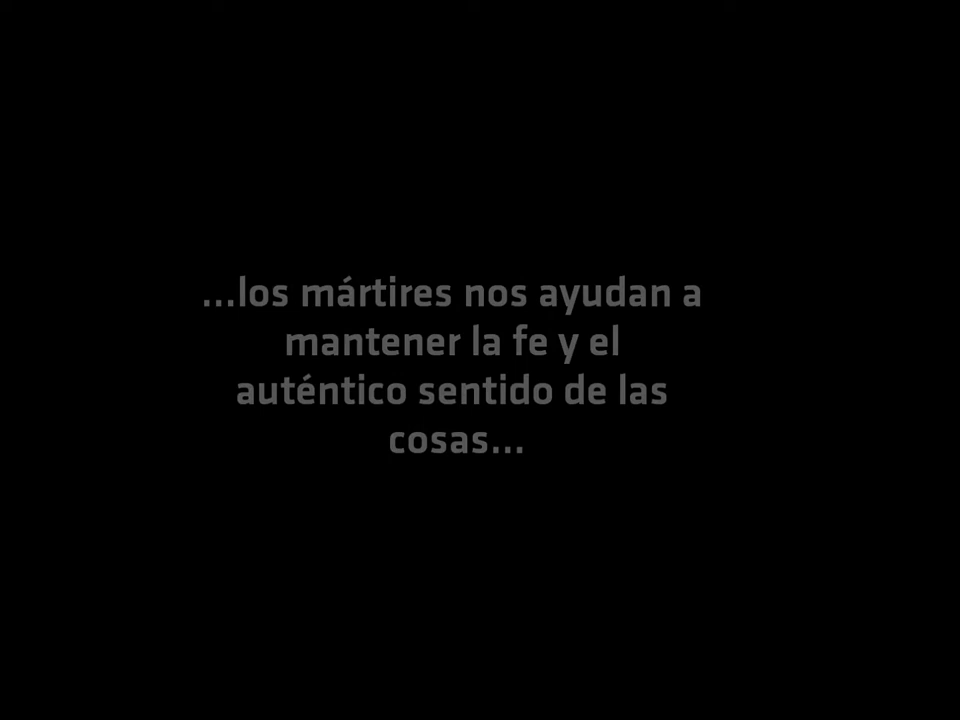 ...los mártires nos ayudan a
mantener la fe y el
auténtico sentido de las
cosas...